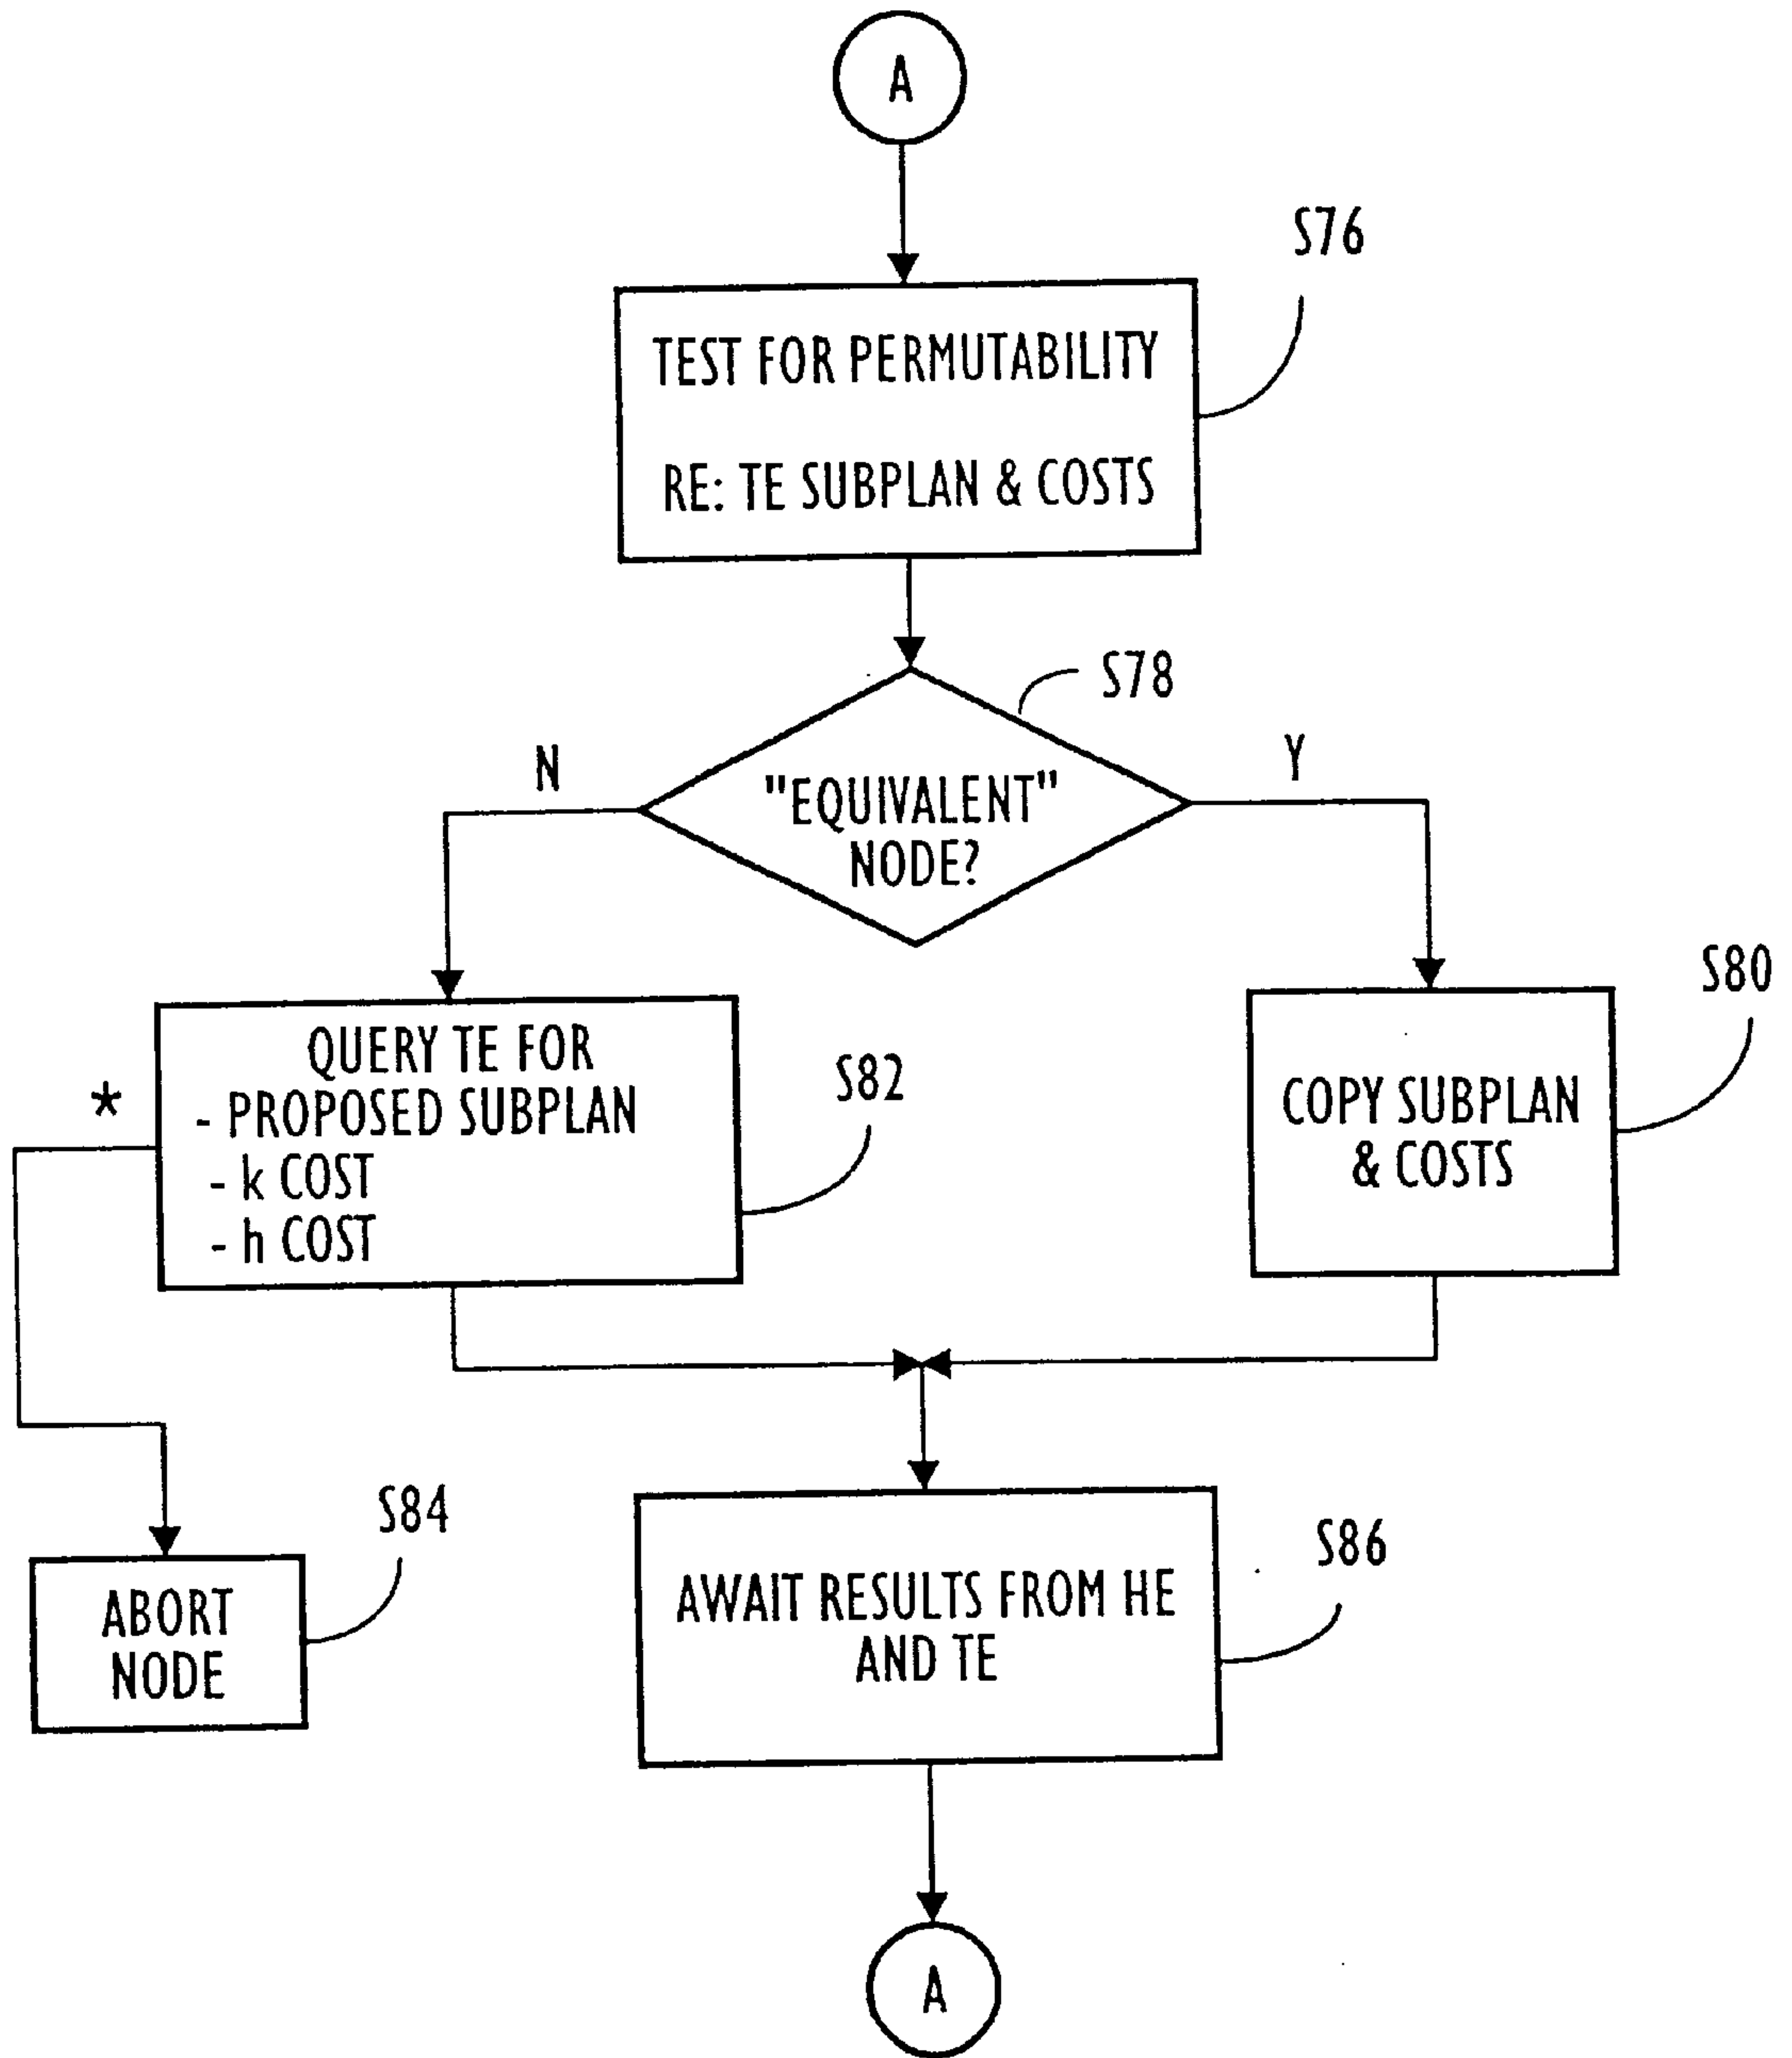 A
S76
TEST FOR PERMUTABILITY
RE: TE SUBPLAN & COSTS
S78
N
Y
"EQUIVALENT"
NODE?
S80
QUERY TE FOR
- PROPOSED SUBPLAN
- k COST
- h COST
*
S82
COPY SUBPLAN
& COSTS
S84
ABORT
NODE
S86
AWAIT RESULTS FROM HE
AND TE
A